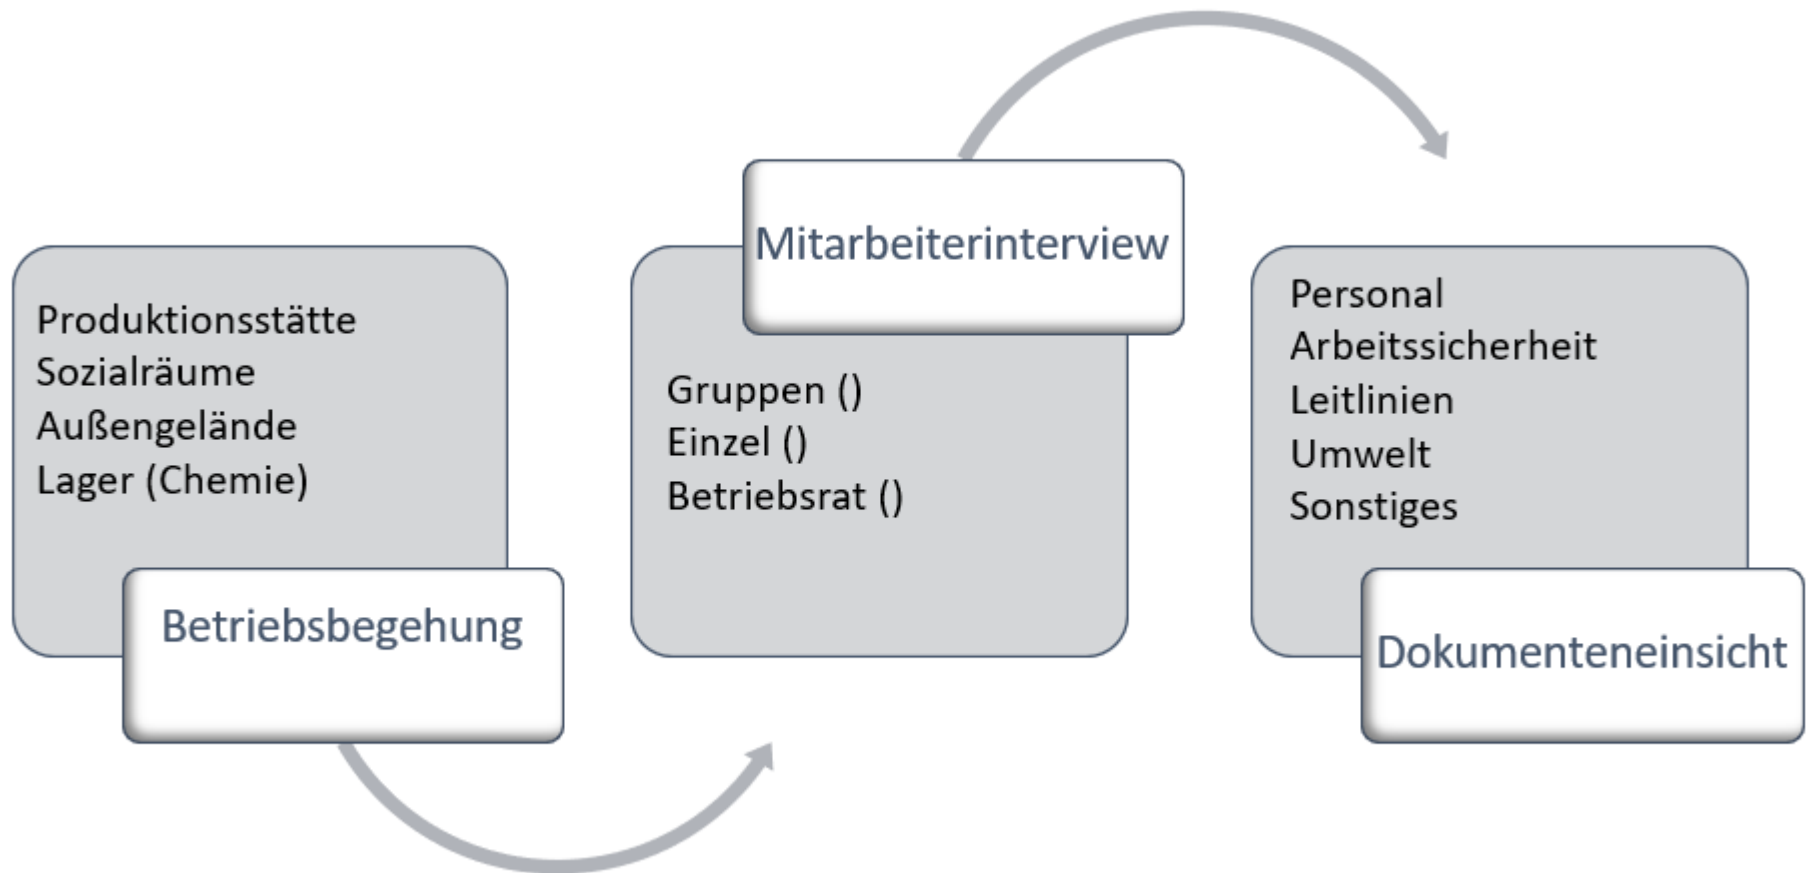 Produktionsstätte
Sozialräume
Außengelände
Lager (Chemie)
Betriebsbegehung
Mitarbeiterinterview
Gruppen ()
Einzel ()
Betriebsrat ()
Personal
Arbeitssicherheit
Leitlinien
Umwelt
Sonstiges
Dokumenteneinsicht